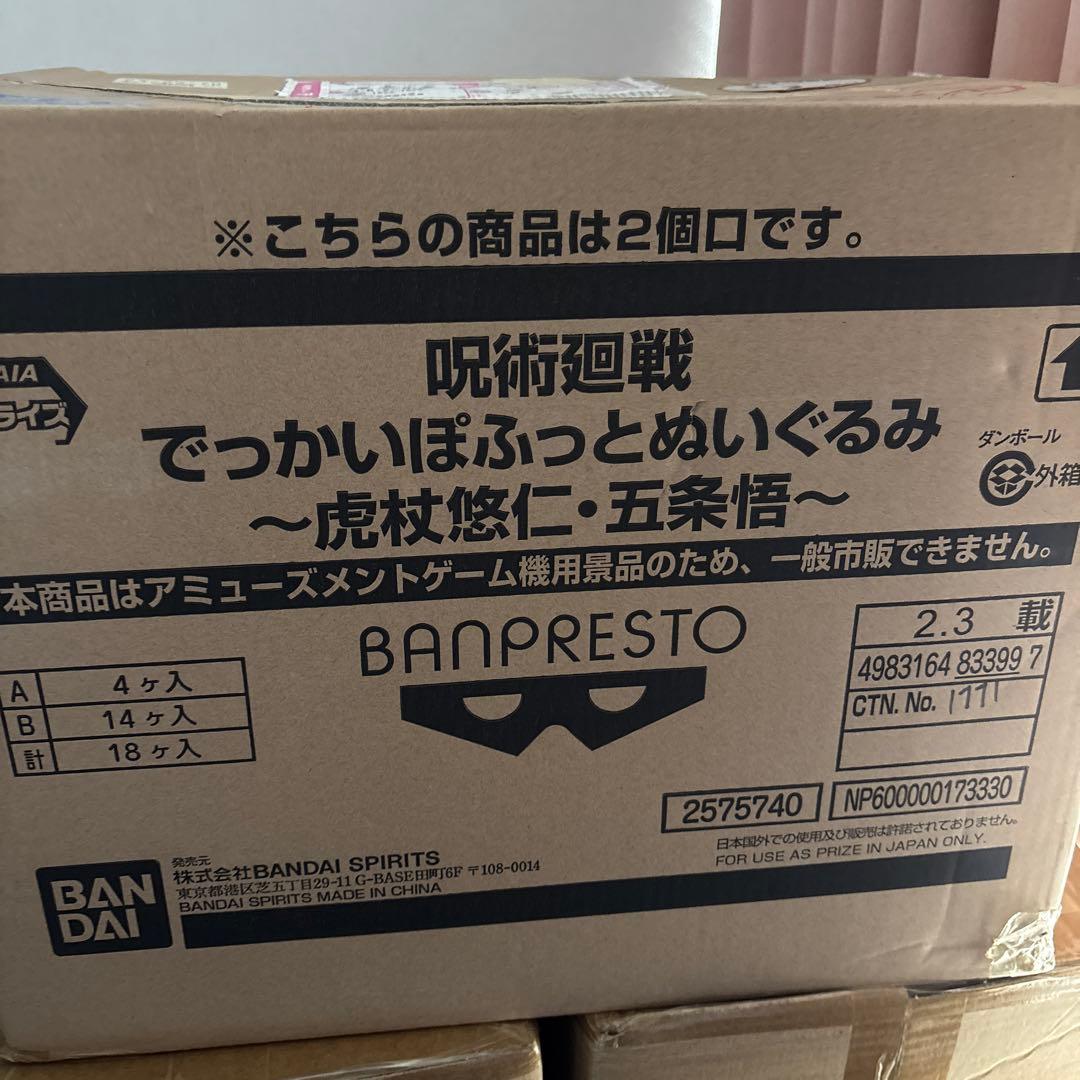 ※こちらの商品は2個口です。
呪術廻戦
でっかいぽふっとぬいぐるみ
～虎杖悠仁・五条悟～
AIA
ライズ
ダンボール
外箱
本商品はアミューズメントゲーム機用景品のため、一般市販できません。
BANPRESTO
A 4ヶ入
B 14ヶ入
計 18ヶ入
2.3 載
4983164 83399 7
CTN. No.
2575740
NP600000173330
日本国外での使用及び販売は許諾されておりません。
FOR USE AS PRIZE IN JAPAN ONLY.
BAN
DAI
発売元
株式会社BANDAI SPIRITS
東京都港区芝五丁目29-11 G-BASE田町6F 〒108-0014
BANDAI SPIRITS MADE IN CHINA